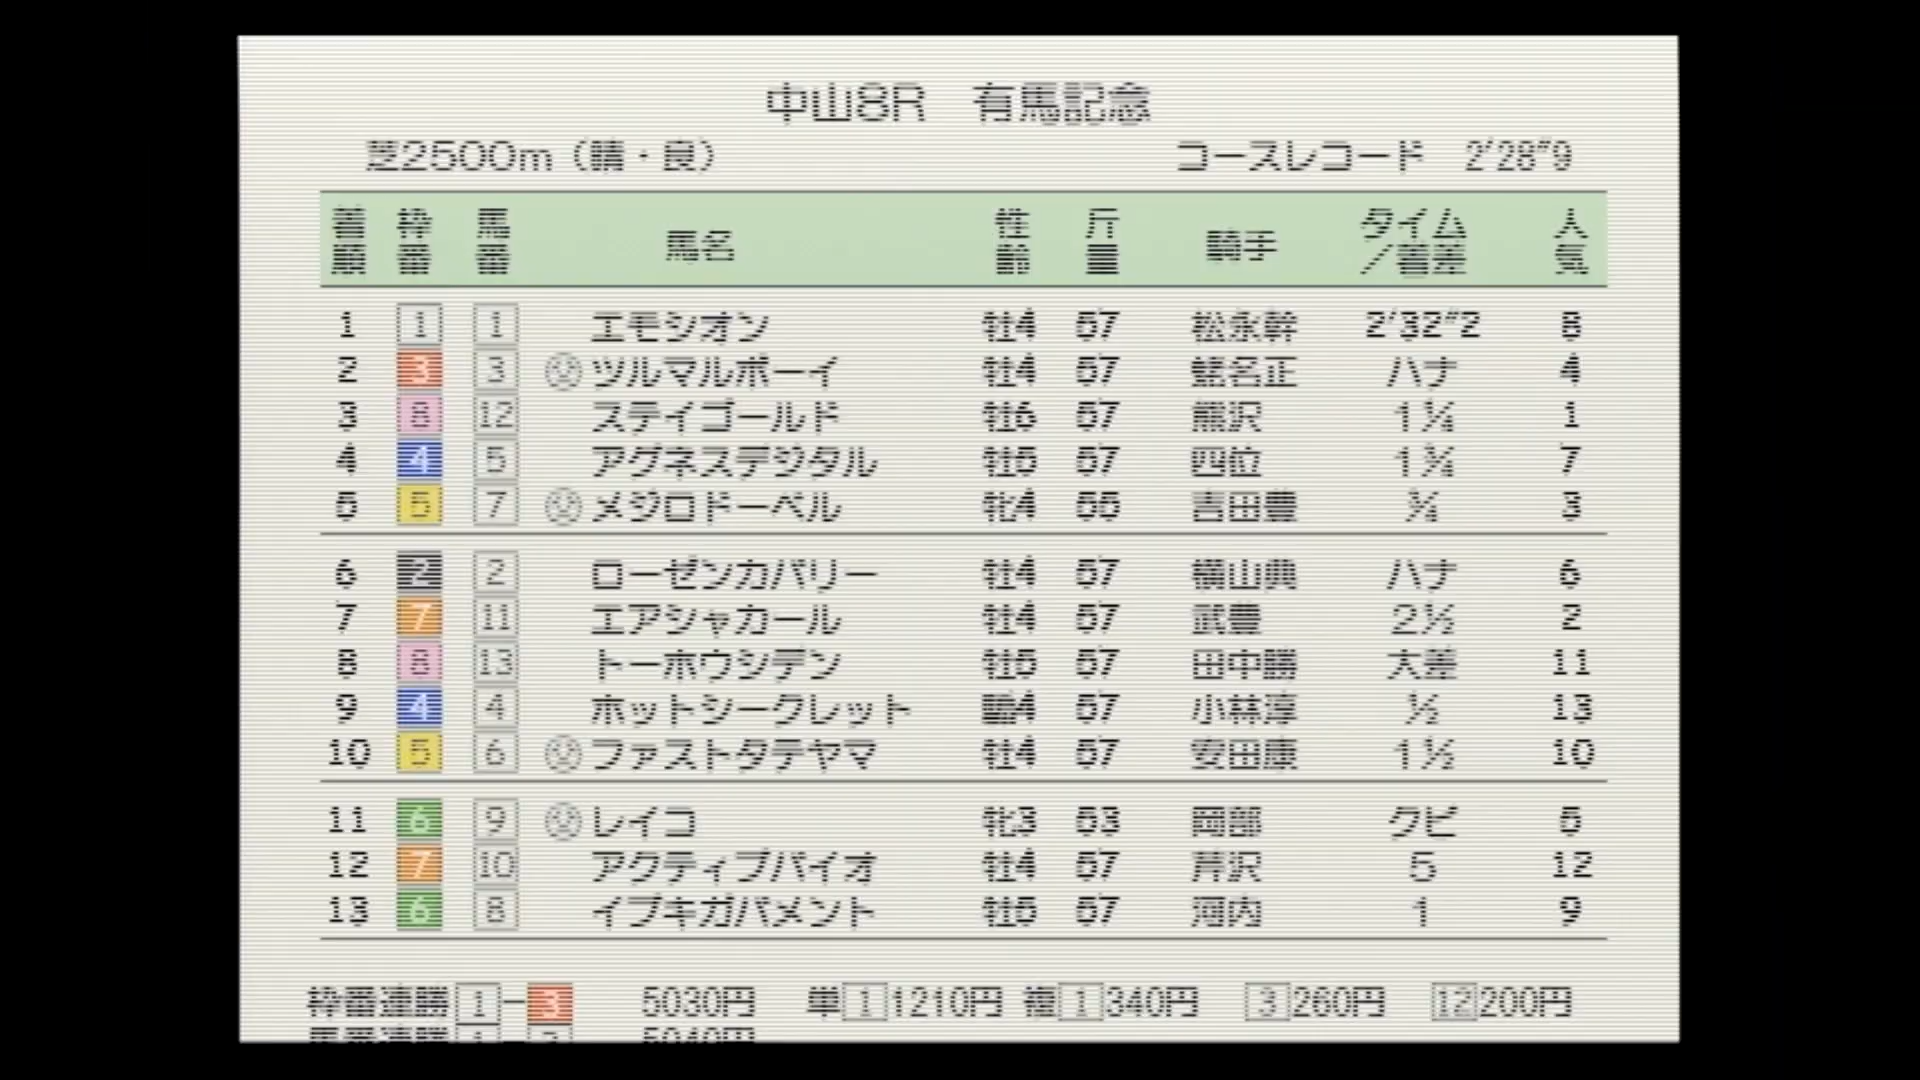 中山8R 有馬記念
芝2500m（晴・良） コースレコード 2'28"9
着順 枠番 馬番 馬名 性齢 斤量 騎手 タイム／着差 人気
1 1 1 エモシオン 牡4 57 松永幹 2'32"2 8
2 3 3 ツルマルボーイ 牡4 57 蛯名正 ハナ 4
3 8 12 ステイゴールド 牡6 57 熊沢 1¼ 1
4 4 5 アグネスデジタル 牡5 57 四位 1¾ 7
5 5 7 メジロドーベル 牝4 55 吉田豊 ¾ 3
6 2 2 ローゼンカバリー 牡4 57 横山典 ハナ 6
7 7 11 エアシャカール 牡4 57 武豊 2½ 2
8 8 13 トーホウシデン 牡5 57 田中勝 大差 11
9 4 4 ホットシークレット 騸4 57 小林淳 ½ 13
10 5 6 ファストタテヤマ 牡4 57 安田康 1½ 10
11 6 9 レイコ 牝3 53 岡部 クビ 5
12 7 10 アクティブバイオ 牡4 57 芹沢 5 12
13 6 8 イブキガバメント 牡5 57 河内 1 9
枠番連勝 1－3 5030円 単 1 1210円 複 1 340円 3 260円 12 200円